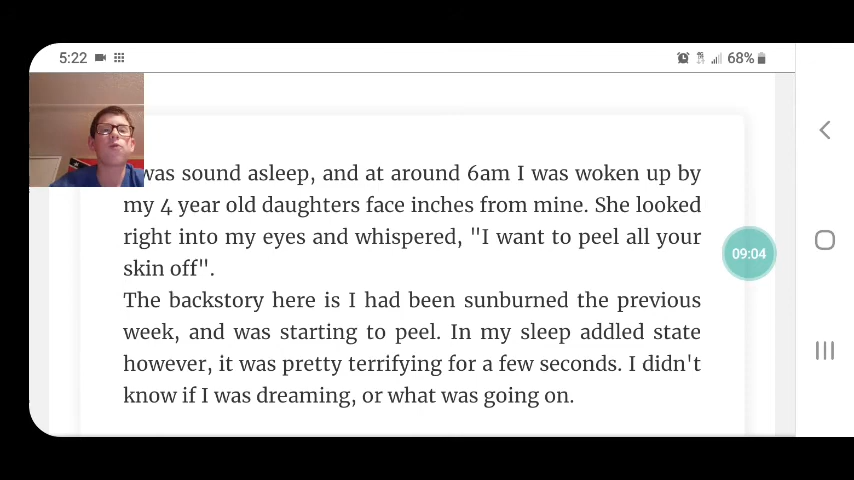 5:22
68%
was sound asleep, and at around 6am I was woken up by
my 4 year old daughters face inches from mine. She looked
right into my eyes and whispered, "I want to peel all your
skin off".
09:04
The backstory here is I had been sunburned the previous
week, and was starting to peel. In my sleep addled state
however, it was pretty terrifying for a few seconds. I didn't
know if I was dreaming, or what was going on.